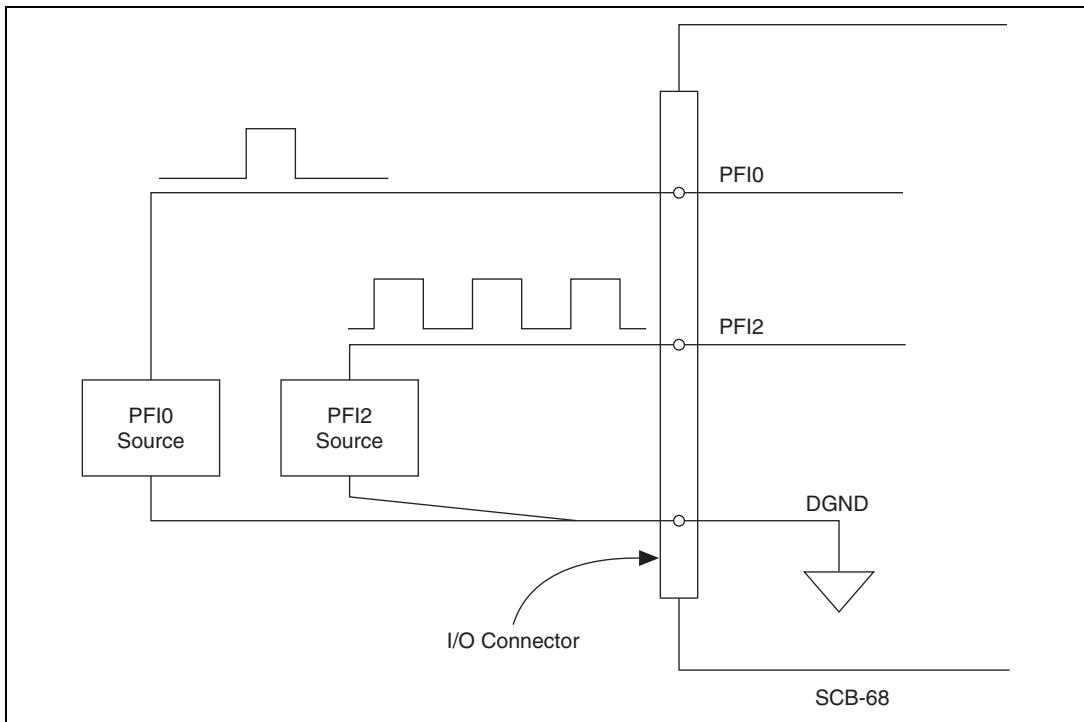 PFI0
PFI2
PFI0
Source
PFI2
Source
DGND
I/O Connector
SCB-68